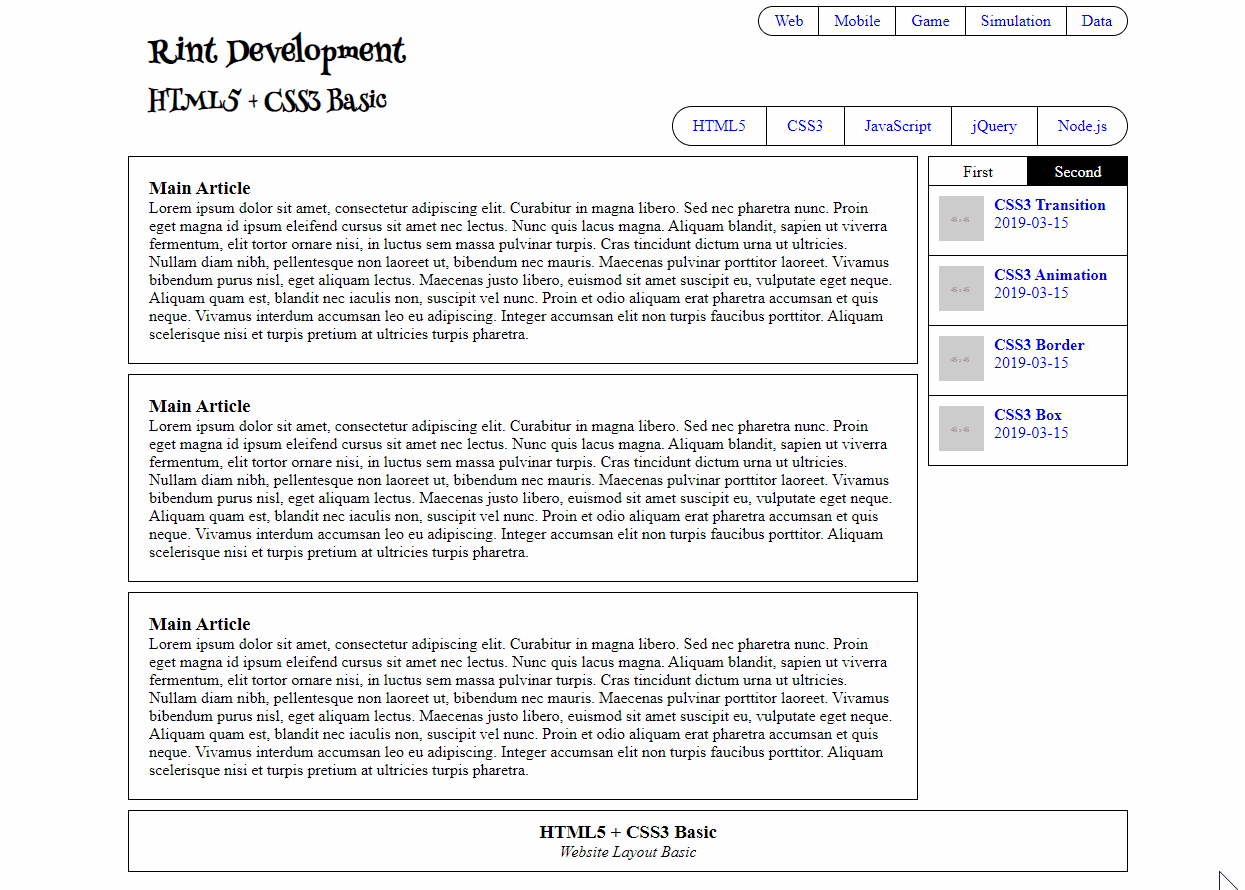 Web Mobile Game Simulation Data
Rint Development
HTML5 + CSS3 Basic
HTML5 CSS3 JavaScript jQuery Node.js
Main Article
Lorem ipsum dolor sit amet, consectetur adipiscing elit. Curabitur in magna libero. Sed nec pharetra nunc. Proin
eget magna id ipsum eleifend cursus sit amet nec lectus. Nunc quis lacus magna. Aliquam blandit, sapien ut viverra
fermentum, elit tortor ornare nisi, in luctus sem massa pulvinar turpis. Cras tincidunt dictum urna ut ultricies.
Nullam diam nibh, pellentesque non laoreet ut, bibendum nec mauris. Maecenas pulvinar porttitor laoreet. Vivamus
bibendum purus nisl, eget aliquam lectus. Maecenas justo libero, euismod sit amet suscipit eu, vulputate eget neque.
Aliquam quam est, blandit nec iaculis non, suscipit vel nunc. Proin et odio aliquam erat pharetra accumsan et quis
neque. Vivamus interdum accumsan leo eu adipiscing. Integer accumsan elit non turpis faucibus porttitor. Aliquam
scelerisque nisi et turpis pretium at ultricies turpis pharetra.
Main Article
Lorem ipsum dolor sit amet, consectetur adipiscing elit. Curabitur in magna libero. Sed nec pharetra nunc. Proin
eget magna id ipsum eleifend cursus sit amet nec lectus. Nunc quis lacus magna. Aliquam blandit, sapien ut viverra
fermentum, elit tortor ornare nisi, in luctus sem massa pulvinar turpis. Cras tincidunt dictum urna ut ultricies.
Nullam diam nibh, pellentesque non laoreet ut, bibendum nec mauris. Maecenas pulvinar porttitor laoreet. Vivamus
bibendum purus nisl, eget aliquam lectus. Maecenas justo libero, euismod sit amet suscipit eu, vulputate eget neque.
Aliquam quam est, blandit nec iaculis non, suscipit vel nunc. Proin et odio aliquam erat pharetra accumsan et quis
neque. Vivamus interdum accumsan leo eu adipiscing. Integer accumsan elit non turpis faucibus porttitor. Aliquam
scelerisque nisi et turpis pretium at ultricies turpis pharetra.
Main Article
Lorem ipsum dolor sit amet, consectetur adipiscing elit. Curabitur in magna libero. Sed nec pharetra nunc. Proin
eget magna id ipsum eleifend cursus sit amet nec lectus. Nunc quis lacus magna. Aliquam blandit, sapien ut viverra
fermentum, elit tortor ornare nisi, in luctus sem massa pulvinar turpis. Cras tincidunt dictum urna ut ultricies.
Nullam diam nibh, pellentesque non laoreet ut, bibendum nec mauris. Maecenas pulvinar porttitor laoreet. Vivamus
bibendum purus nisl, eget aliquam lectus. Maecenas justo libero, euismod sit amet suscipit eu, vulputate eget neque.
Aliquam quam est, blandit nec iaculis non, suscipit vel nunc. Proin et odio aliquam erat pharetra accumsan et quis
neque. Vivamus interdum accumsan leo eu adipiscing. Integer accumsan elit non turpis faucibus porttitor. Aliquam
scelerisque nisi et turpis pretium at ultricies turpis pharetra.
First Second
CSS3 Transition
2019-03-15
CSS3 Animation
2019-03-15
CSS3 Border
2019-03-15
CSS3 Box
2019-03-15
HTML5 + CSS3 Basic
Website Layout Basic